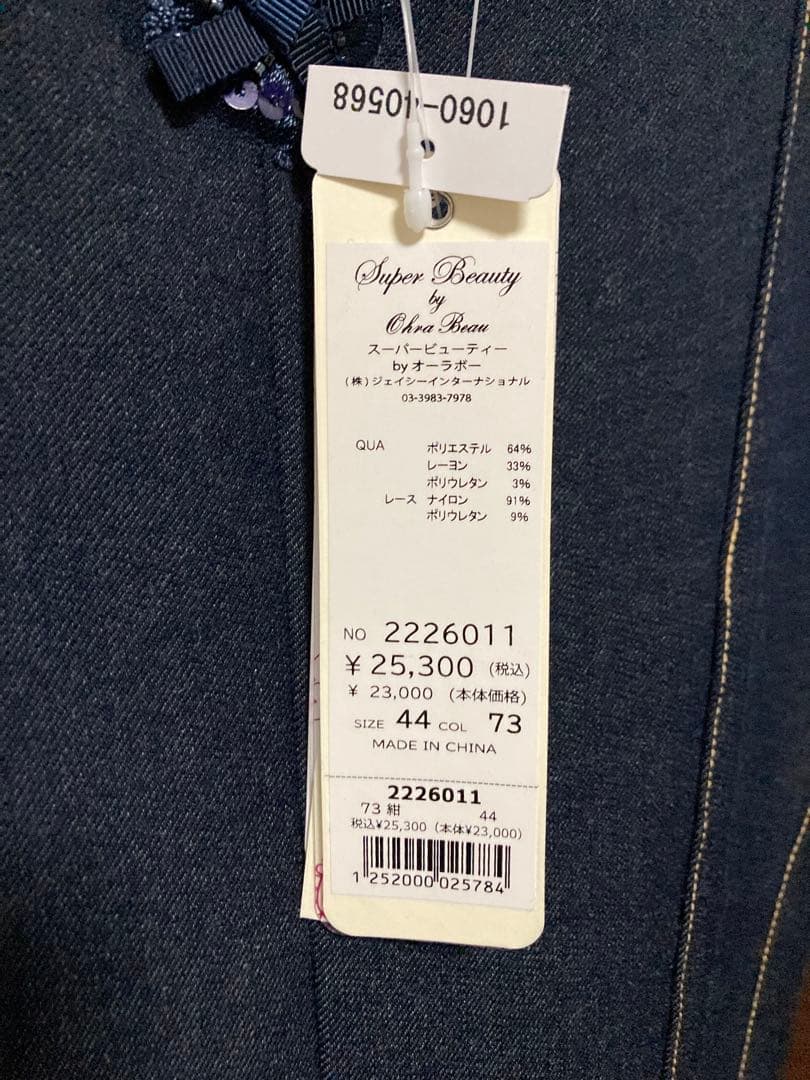 1060-40568
Super Beauty
by
Ohra Beau
スーパービューティー
by オーラボー
(株)ジェイシーインターナショナル
03-3983-7978
QUA ポリエステル 64%
レーヨン 33%
ポリウレタン 3%
レース ナイロン 91%
ポリウレタン 9%
NO 2226011
¥ 25,300 (税込)
¥ 23,000 (本体価格)
SIZE 44 COL 73
MADE IN CHINA
2226011
73 紺 44
税込¥25,300 (本体¥23,000)
1 252000 025784